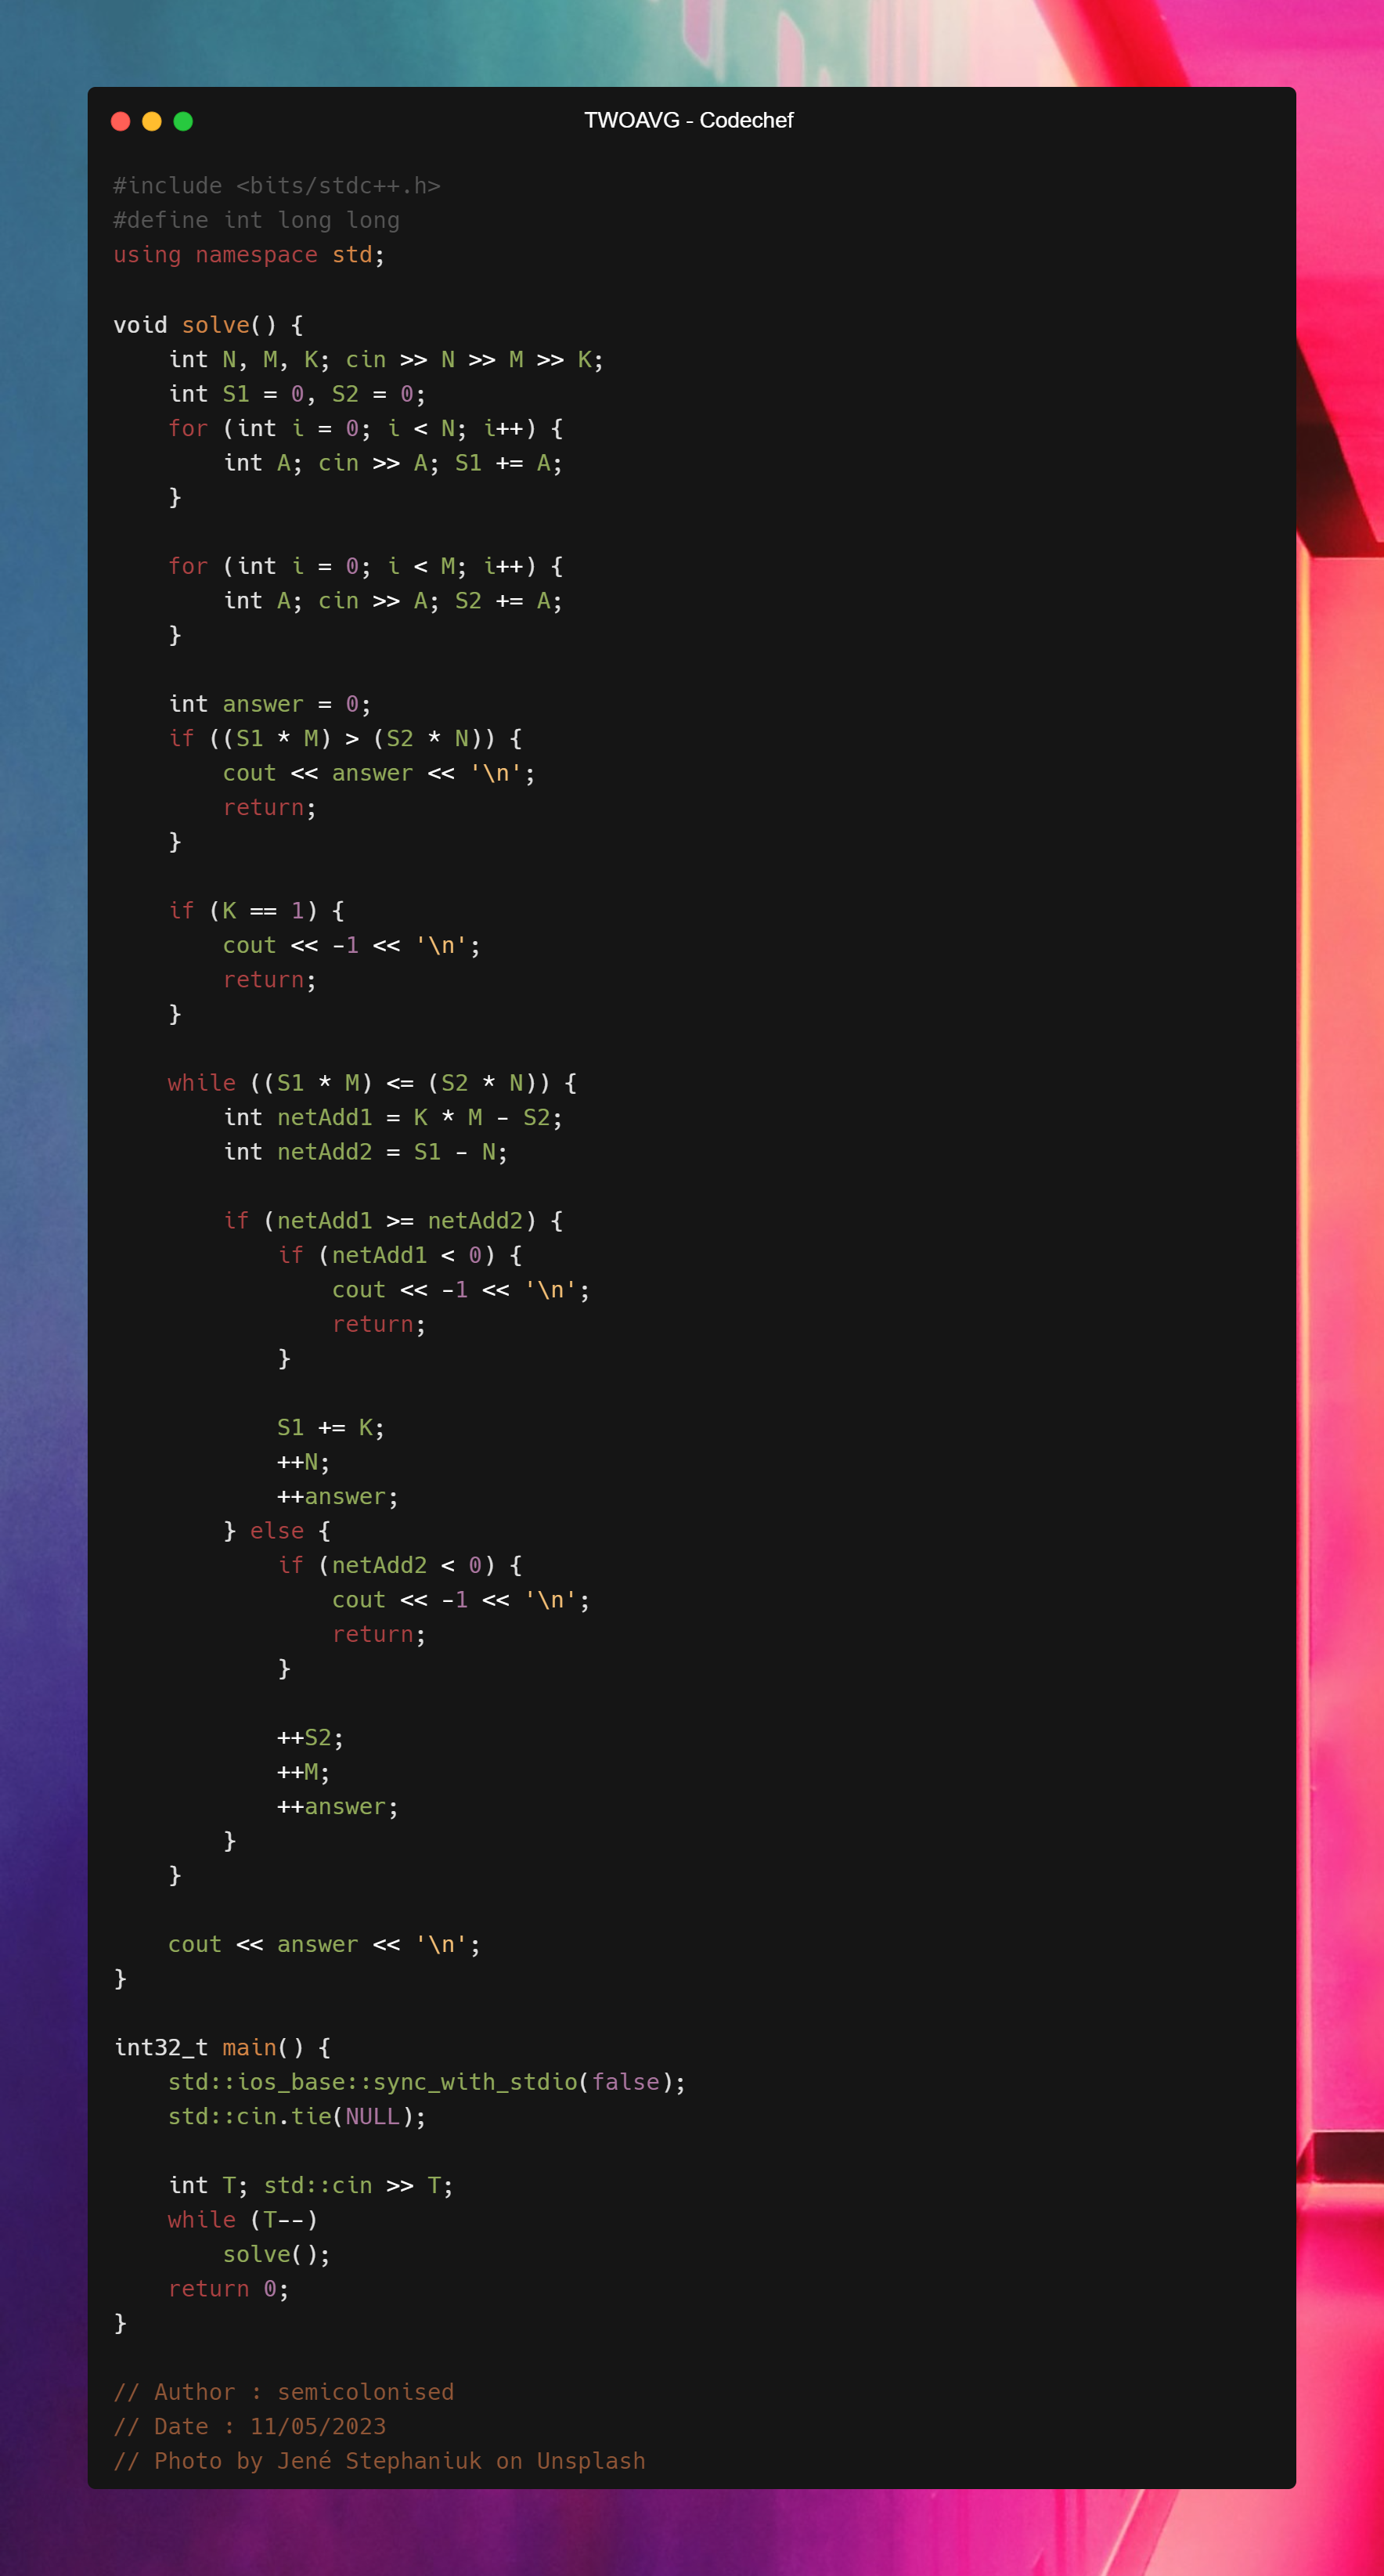 TWOAVG - Codechef
#include <bits/stdc++.h>
#define int long long
using namespace std;

void solve() {
    int N, M, K; cin >> N >> M >> K;
    int S1 = 0, S2 = 0;
    for (int i = 0; i < N; i++) {
        int A; cin >> A; S1 += A;
    }

    for (int i = 0; i < M; i++) {
        int A; cin >> A; S2 += A;
    }

    int answer = 0;
    if ((S1 * M) > (S2 * N)) {
        cout << answer << '\n';
        return;
    }

    if (K == 1) {
        cout << -1 << '\n';
        return;
    }

    while ((S1 * M) <= (S2 * N)) {
        int netAdd1 = K * M - S2;
        int netAdd2 = S1 - N;

        if (netAdd1 >= netAdd2) {
            if (netAdd1 < 0) {
                cout << -1 << '\n';
                return;
            }

            S1 += K;
            ++N;
            ++answer;
        } else {
            if (netAdd2 < 0) {
                cout << -1 << '\n';
                return;
            }

            ++S2;
            ++M;
            ++answer;
        }
    }

    cout << answer << '\n';
}

int32_t main() {
    std::ios_base::sync_with_stdio(false);
    std::cin.tie(NULL);

    int T; std::cin >> T;
    while (T--)
        solve();
    return 0;
}

// Author : semicolonised
// Date : 11/05/2023
// Photo by Jené Stephaniuk on Unsplash